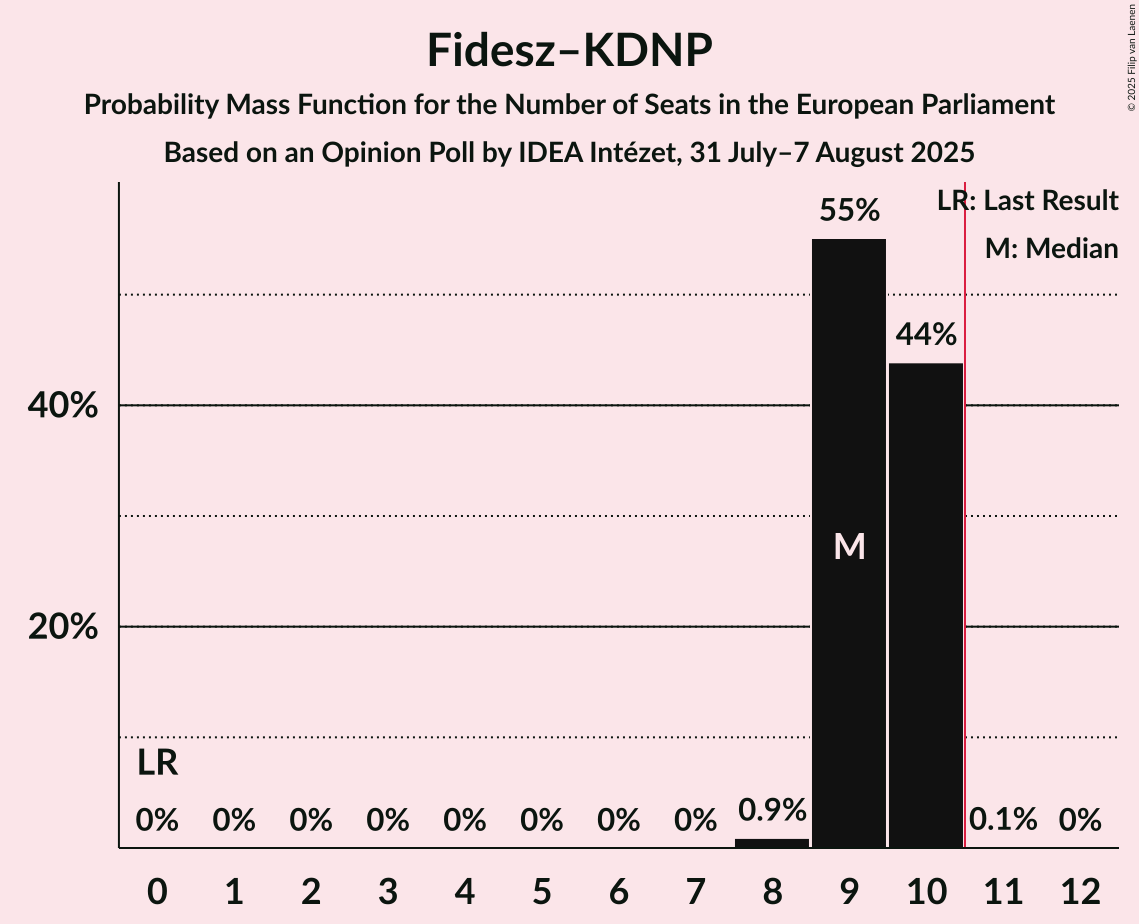 Fidesz–KDNP
Probability Mass Function for the Number of Seats in the European Parliament
Based on an Opinion Poll by IDEA Intézet, 31 July–7 August 2025
© 2025 Filip van Laenen
LR: Last Result
M: Median
55%
44%
40%
M
20%
LR
0% 0% 0% 0% 0% 0% 0% 0% 0.9% 0.1% 0%
0 1 2 3 4 5 6 7 8 9 10 11 12